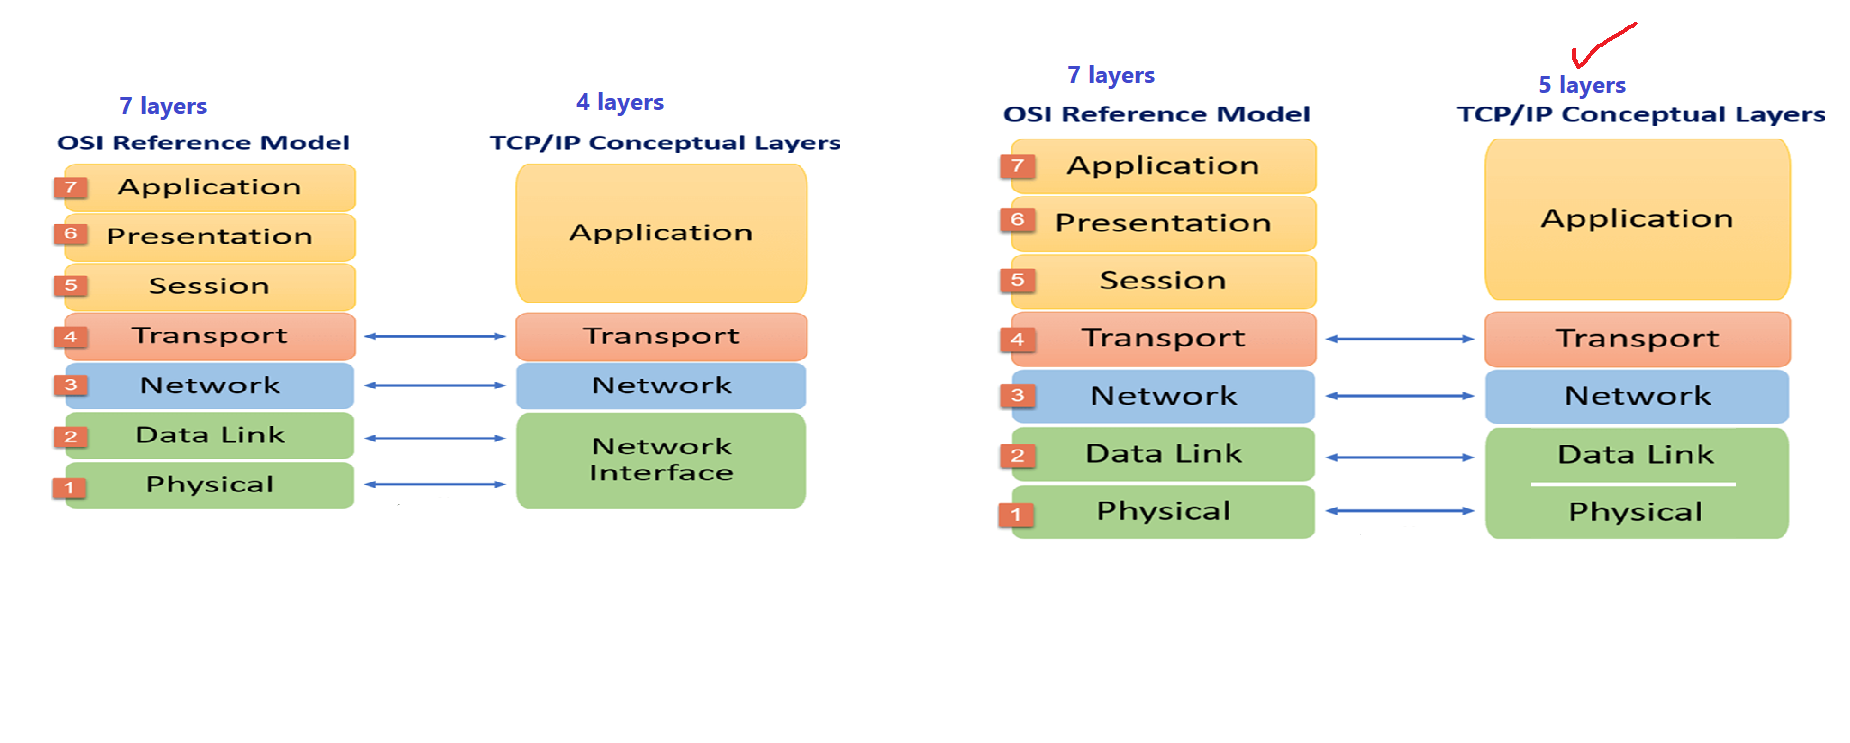 7 layers
OSI Reference Model
7 Application
6 Presentation
5 Session
4 Transport
3 Network
2 Data Link
1 Physical
4 layers
TCP/IP Conceptual Layers
Application
Transport
Network
Network
Interface
7 layers
OSI Reference Model
7 Application
6 Presentation
5 Session
4 Transport
3 Network
2 Data Link
1 Physical
5 layers
TCP/IP Conceptual Layers
Application
Transport
Network
Data Link
Physical